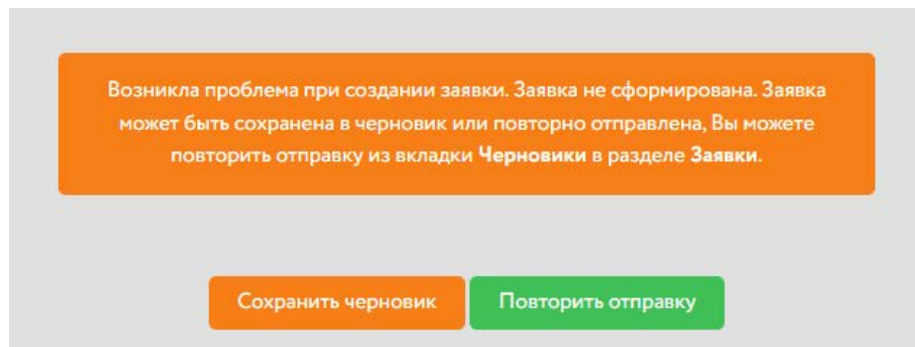 Возникла проблема при создании заявки. Заявка не сформирована. Заявка
может быть сохранена в черновик или повторно отправлена, Вы можете
повторить отправку из вкладки Черновики в разделе Заявки.
Сохранить черновик
Повторить отправку